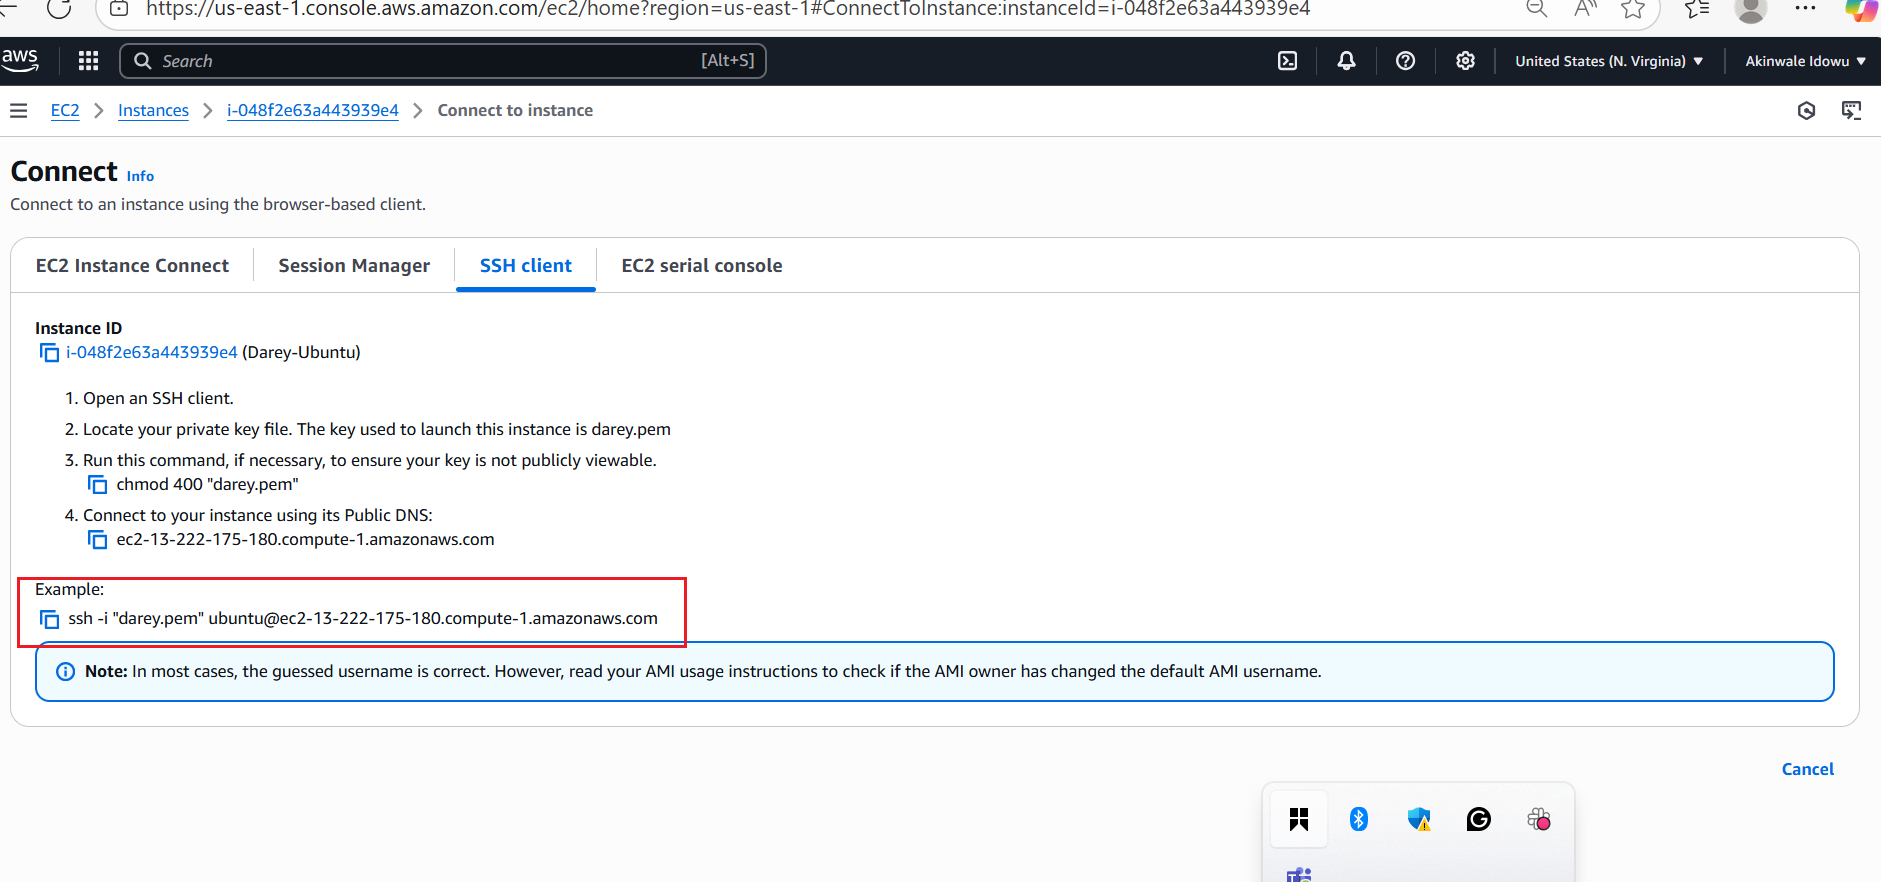 https://us-east-1.console.aws.amazon.com/ec2/home?region=us-east-1#ConnectToInstance:instanceId=i-048f2e63a443939e4
aws
Search [Alt+S]
United States (N. Virginia) Akinwale Idowu
EC2 Instances i-048f2e63a443939e4 Connect to instance
Connect Info
Connect to an instance using the browser-based client.
EC2 Instance Connect Session Manager SSH client EC2 serial console
Instance ID
i-048f2e63a443939e4 (Darey-Ubuntu)
1. Open an SSH client.
2. Locate your private key file. The key used to launch this instance is darey.pem
3. Run this command, if necessary, to ensure your key is not publicly viewable.
chmod 400 "darey.pem"
4. Connect to your instance using its Public DNS:
ec2-13-222-175-180.compute-1.amazonaws.com
Example:
ssh -i "darey.pem" ubuntu@ec2-13-222-175-180.compute-1.amazonaws.com
Note: In most cases, the guessed username is correct. However, read your AMI usage instructions to check if the AMI owner has changed the default AMI username.
Cancel